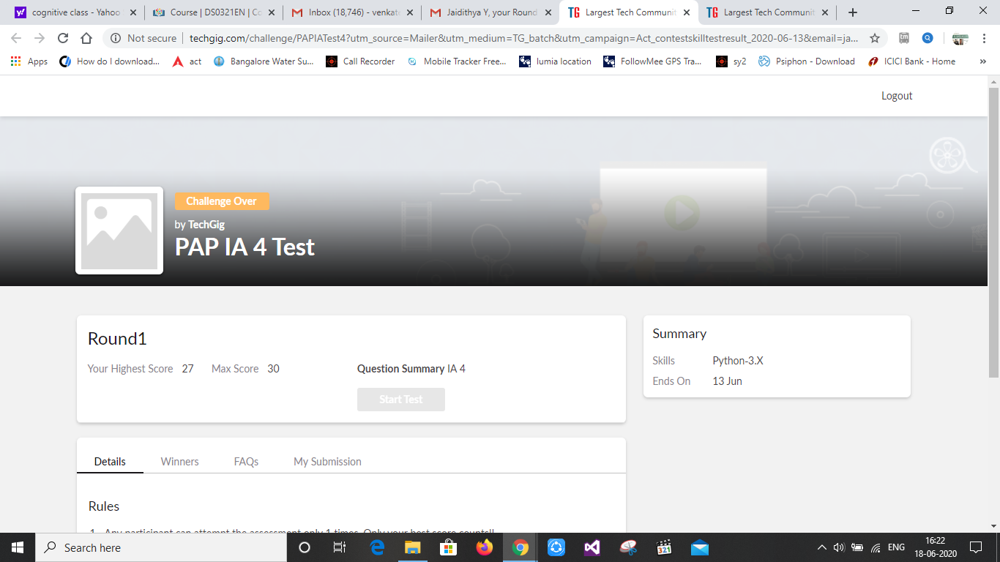 cognitive class - Yahoo
Course | DS0321EN | Co
Inbox (18,746) - venkate
Jaidithya Y, your Round
TG Largest Tech Communit
TG Largest Tech Communit
Not secure | techgig.com/challenge/PAPIATest4?utm_source=Mailer&utm_medium=TG_batch&utm_campaign=Act_contestskilltestresult_2020-06-13&email=ja...
Apps How do I download... act Bangalore Water Su... Call Recorder Mobile Tracker Free... lumia location FollowMee GPS Tra... sy2 Psiphon - Download ICICI Bank - Home »
Logout
Challenge Over
by TechGig
PAP IA 4 Test
Round1
Your Highest Score 27 Max Score 30 Question Summary IA 4
Start Test
Summary
Skills Python-3.X
Ends On 13 Jun
Details Winners FAQs My Submission
Rules
1. Any participant can attempt the assessment only 1 times. Only your best score counts!!
Search here
ENG
16:22
18-06-2020